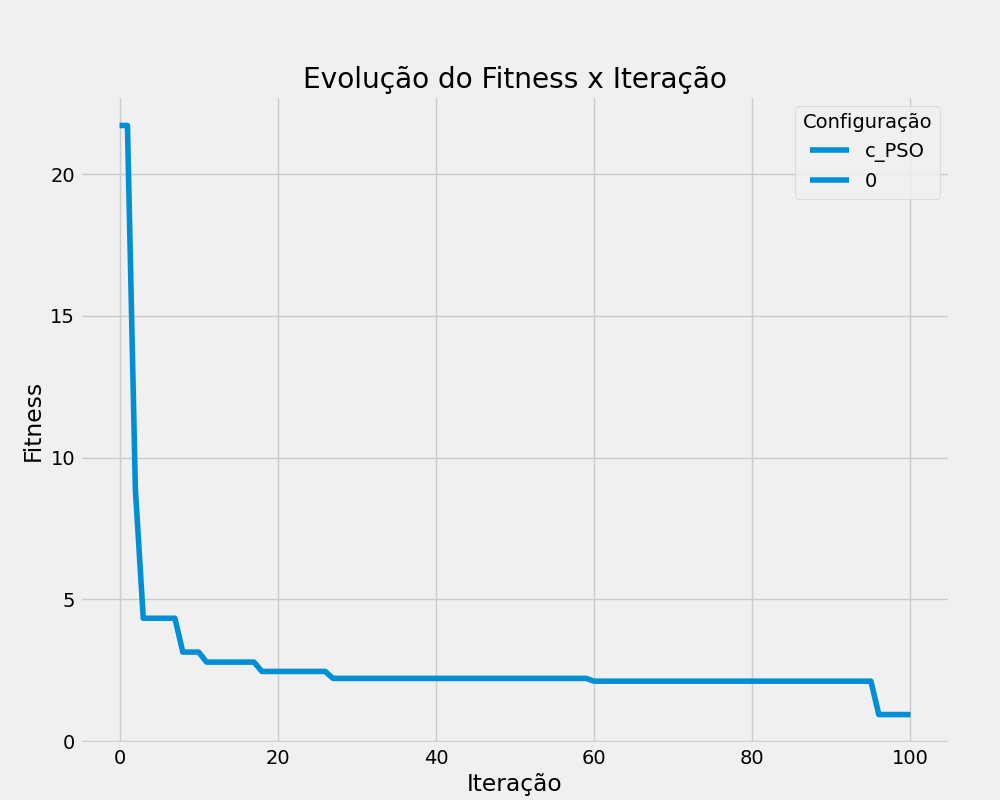 Evolução do Fitness x Iteração
Configuração
c_PSO
0
20
15
10
5
0
Fitness
0 20 40 60 80 100
Iteração